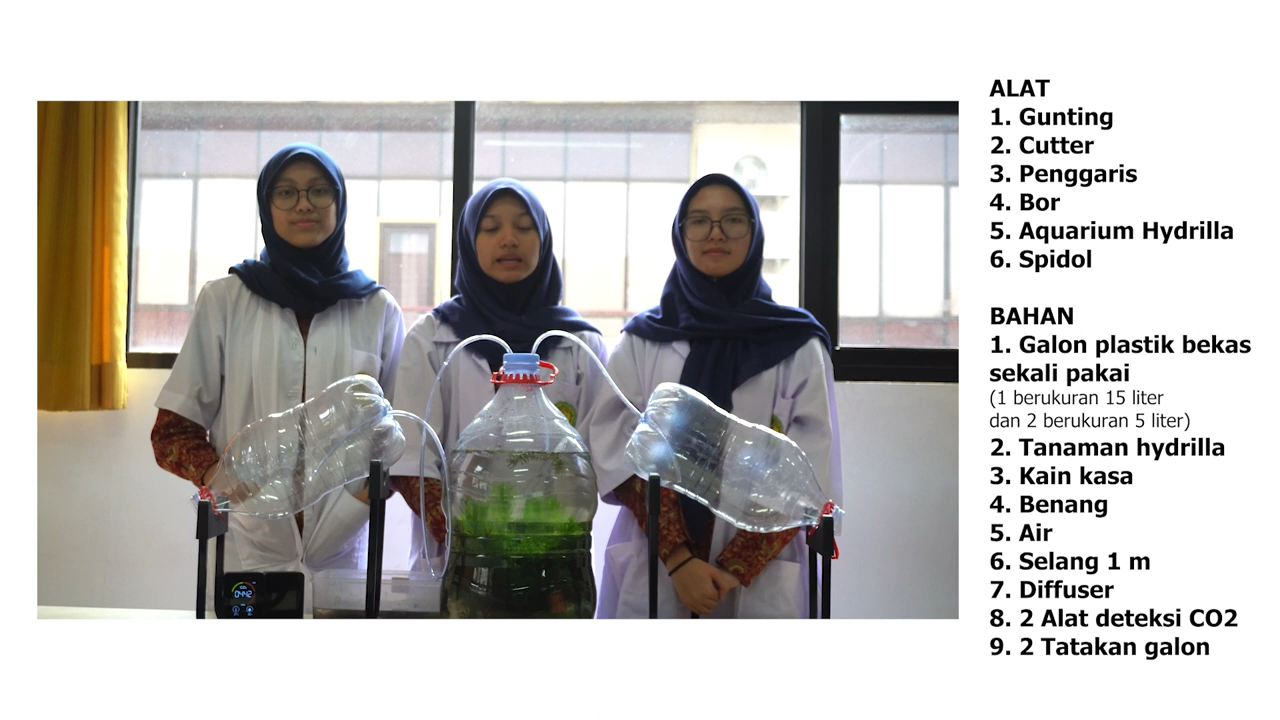 ALAT
1. Gunting
2. Cutter
3. Penggaris
4. Bor
5. Aquarium Hydrilla
6. Spidol
BAHAN
1. Galon plastik bekas
sekali pakai
(1 berukuran 15 liter
dan 2 berukuran 5 liter)
2. Tanaman hydrilla
3. Kain kasa
4. Benang
5. Air
6. Selang 1 m
7. Diffuser
8. 2 Alat deteksi CO2
9. 2 Tatakan galon